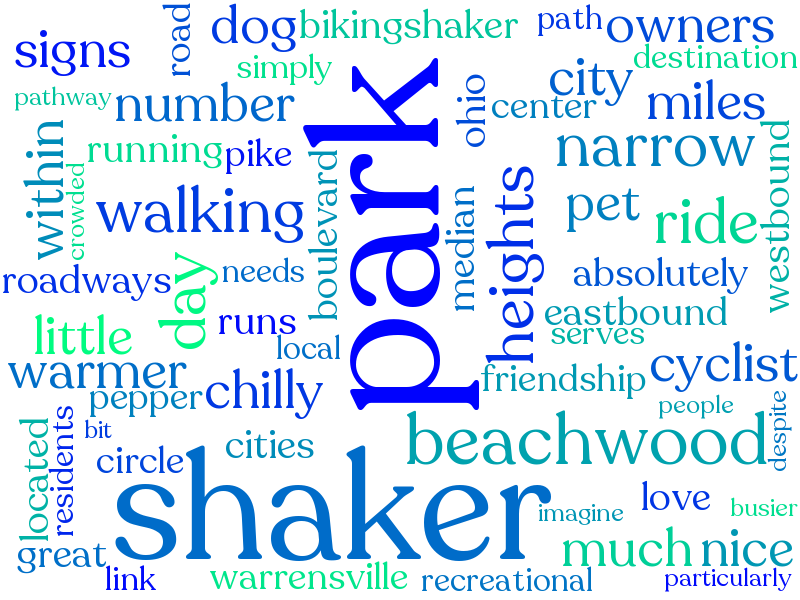 signs
road
dog
bikingshaker
path
owners
destination
simply
city
pathway
number
park
ohio
center
miles
within
running
pike
narrow
crowded
boulevard
westbound
walking
median
heights
pet
ride
roadways
day
needs
absolutely
little
runs
eastbound
serves
local
warmer
chilly
friendship
cyclist
pepper
people
despite
located
residents
bit
circle
cities
beachwood
shaker
imagine
love
busier
great
much
nice
link
warrensville
recreational
particularly